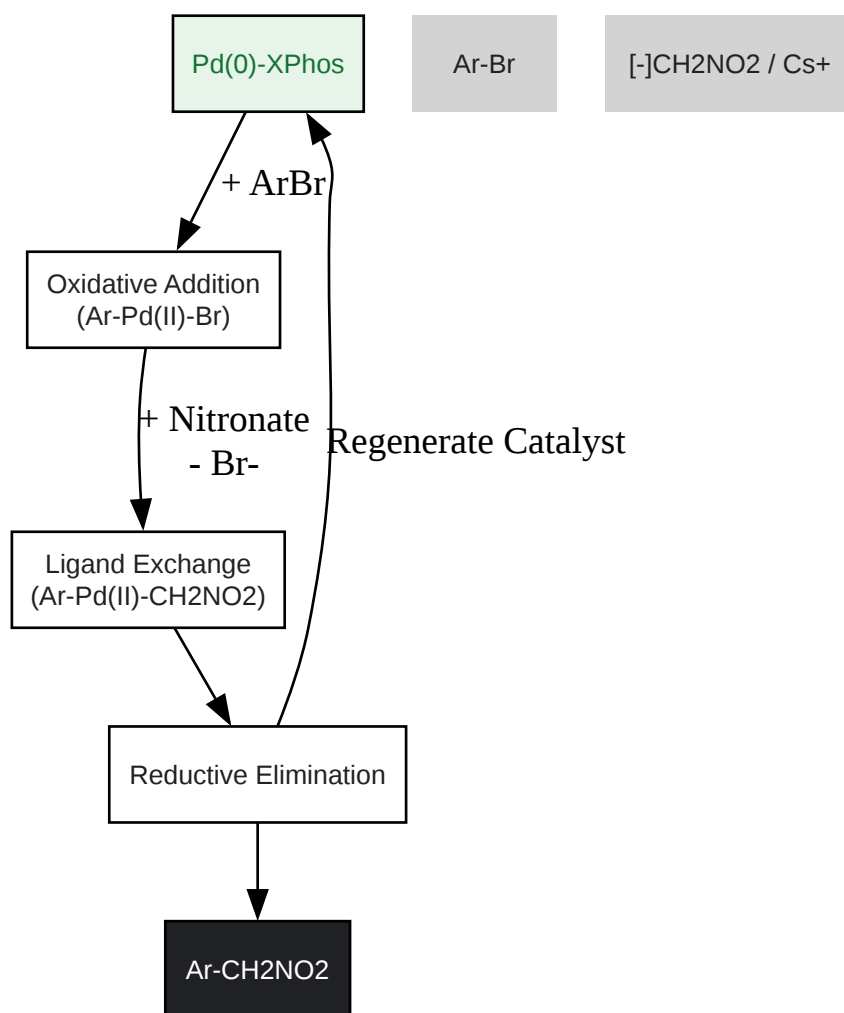 Pd(0)-XPhos
Ar-Br
[-]CH2NO2 / Cs+
+ ArBr
Oxidative Addition
(Ar-Pd(II)-Br)
+ Nitronate
- Br-
Regenerate Catalyst
Ligand Exchange
(Ar-Pd(II)-CH2NO2)
Reductive Elimination
Ar-CH2NO2